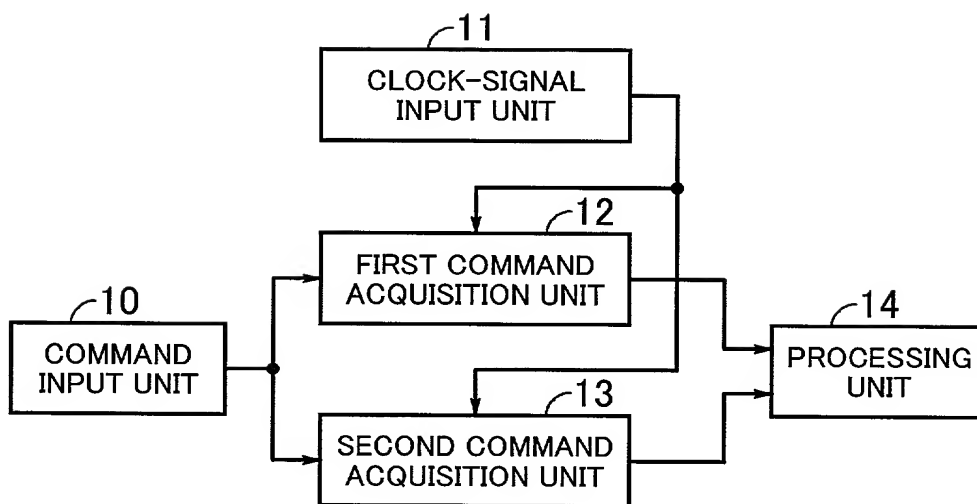 11
CLOCK-SIGNAL
INPUT UNIT
12
FIRST COMMAND
ACQUISITION UNIT
10
COMMAND
INPUT UNIT
14
PROCESSING
UNIT
13
SECOND COMMAND
ACQUISITION UNIT